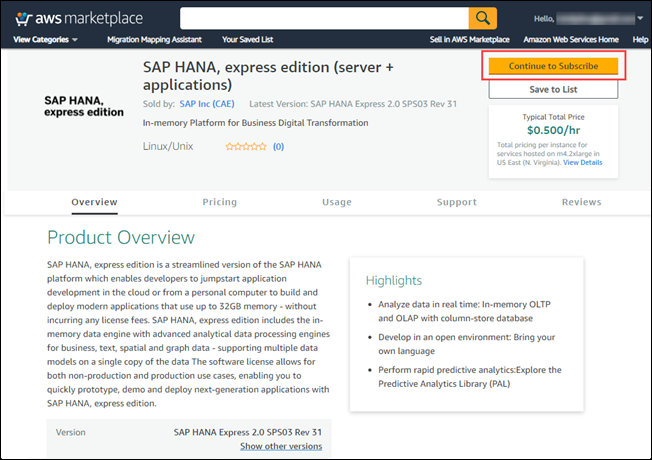 aws marketplace
Hello,
View Categories
Migration Mapping Assistant
Your Saved List
Sell in AWS Marketplace
Amazon Web Services Home
Help
SAP HANA,
express edition
SAP HANA, express edition (server +
applications)
Sold by: SAP Inc (CAE) Latest Version: SAP HANA Express 2.0 SPS03 Rev 31
In-memory Platform for Business Digital Transformation
Linux/Unix (0)
Continue to Subscribe
Save to List
Typical Total Price
$0.500/hr
Total pricing per instance for
services hosted on m4.2xlarge in
US East (N. Virginia). View Details
Overview
Pricing
Usage
Support
Reviews
Product Overview
SAP HANA, express edition is a streamlined version of the SAP HANA
platform which enables developers to jumpstart application
development in the cloud or from a personal computer to build and
deploy modern applications that use up to 32GB memory - without
incurring any license fees. SAP HANA, express edition includes the in-
memory data engine with advanced analytical data processing engines
for business, text, spatial and graph data - supporting multiple data
models on a single copy of the data The software license allows for
both non-production and production use cases, enabling you to
quickly prototype, demo and deploy next-generation applications with
SAP HANA, express edition.
Version
SAP HANA Express 2.0 SPS03 Rev 31
Show other versions
Highlights
Analyze data in real time: In-memory OLTP
and OLAP with column-store database
Develop in an open environment: Bring your
own language
Perform rapid predictive analytics:Explore the
Predictive Analytics Library (PAL)